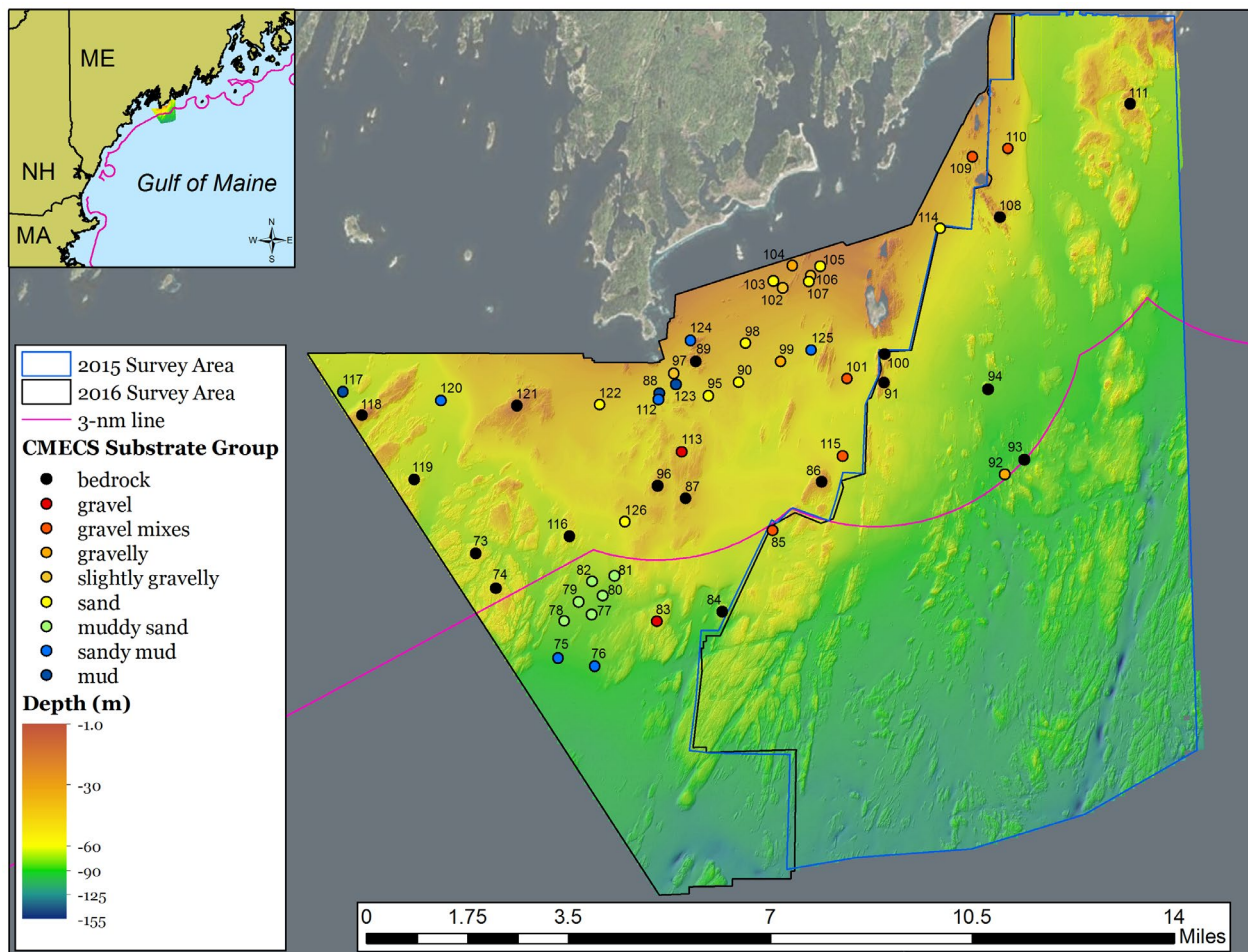 ME
NH
MA
Gulf of Maine
N
W E
S
2015 Survey Area
2016 Survey Area
3-nm line
CMECS Substrate Group
bedrock
gravel
gravel mixes
gravelly
slightly gravelly
sand
muddy sand
sandy mud
mud
Depth (m)
-1.0
-30
-60
-90
-125
-155
111
110
109
108
114
104
105
103
106
102
107
124
98
125
89
97
99
100
101
88
90
95
91
94
117
120
122
123
112
118
121
113
115
93
92
119
96
87
86
126
116
85
73
74
82
81
79
80
78
77
83
84
75
76
0 1.75 3.5 7 10.5 14
Miles